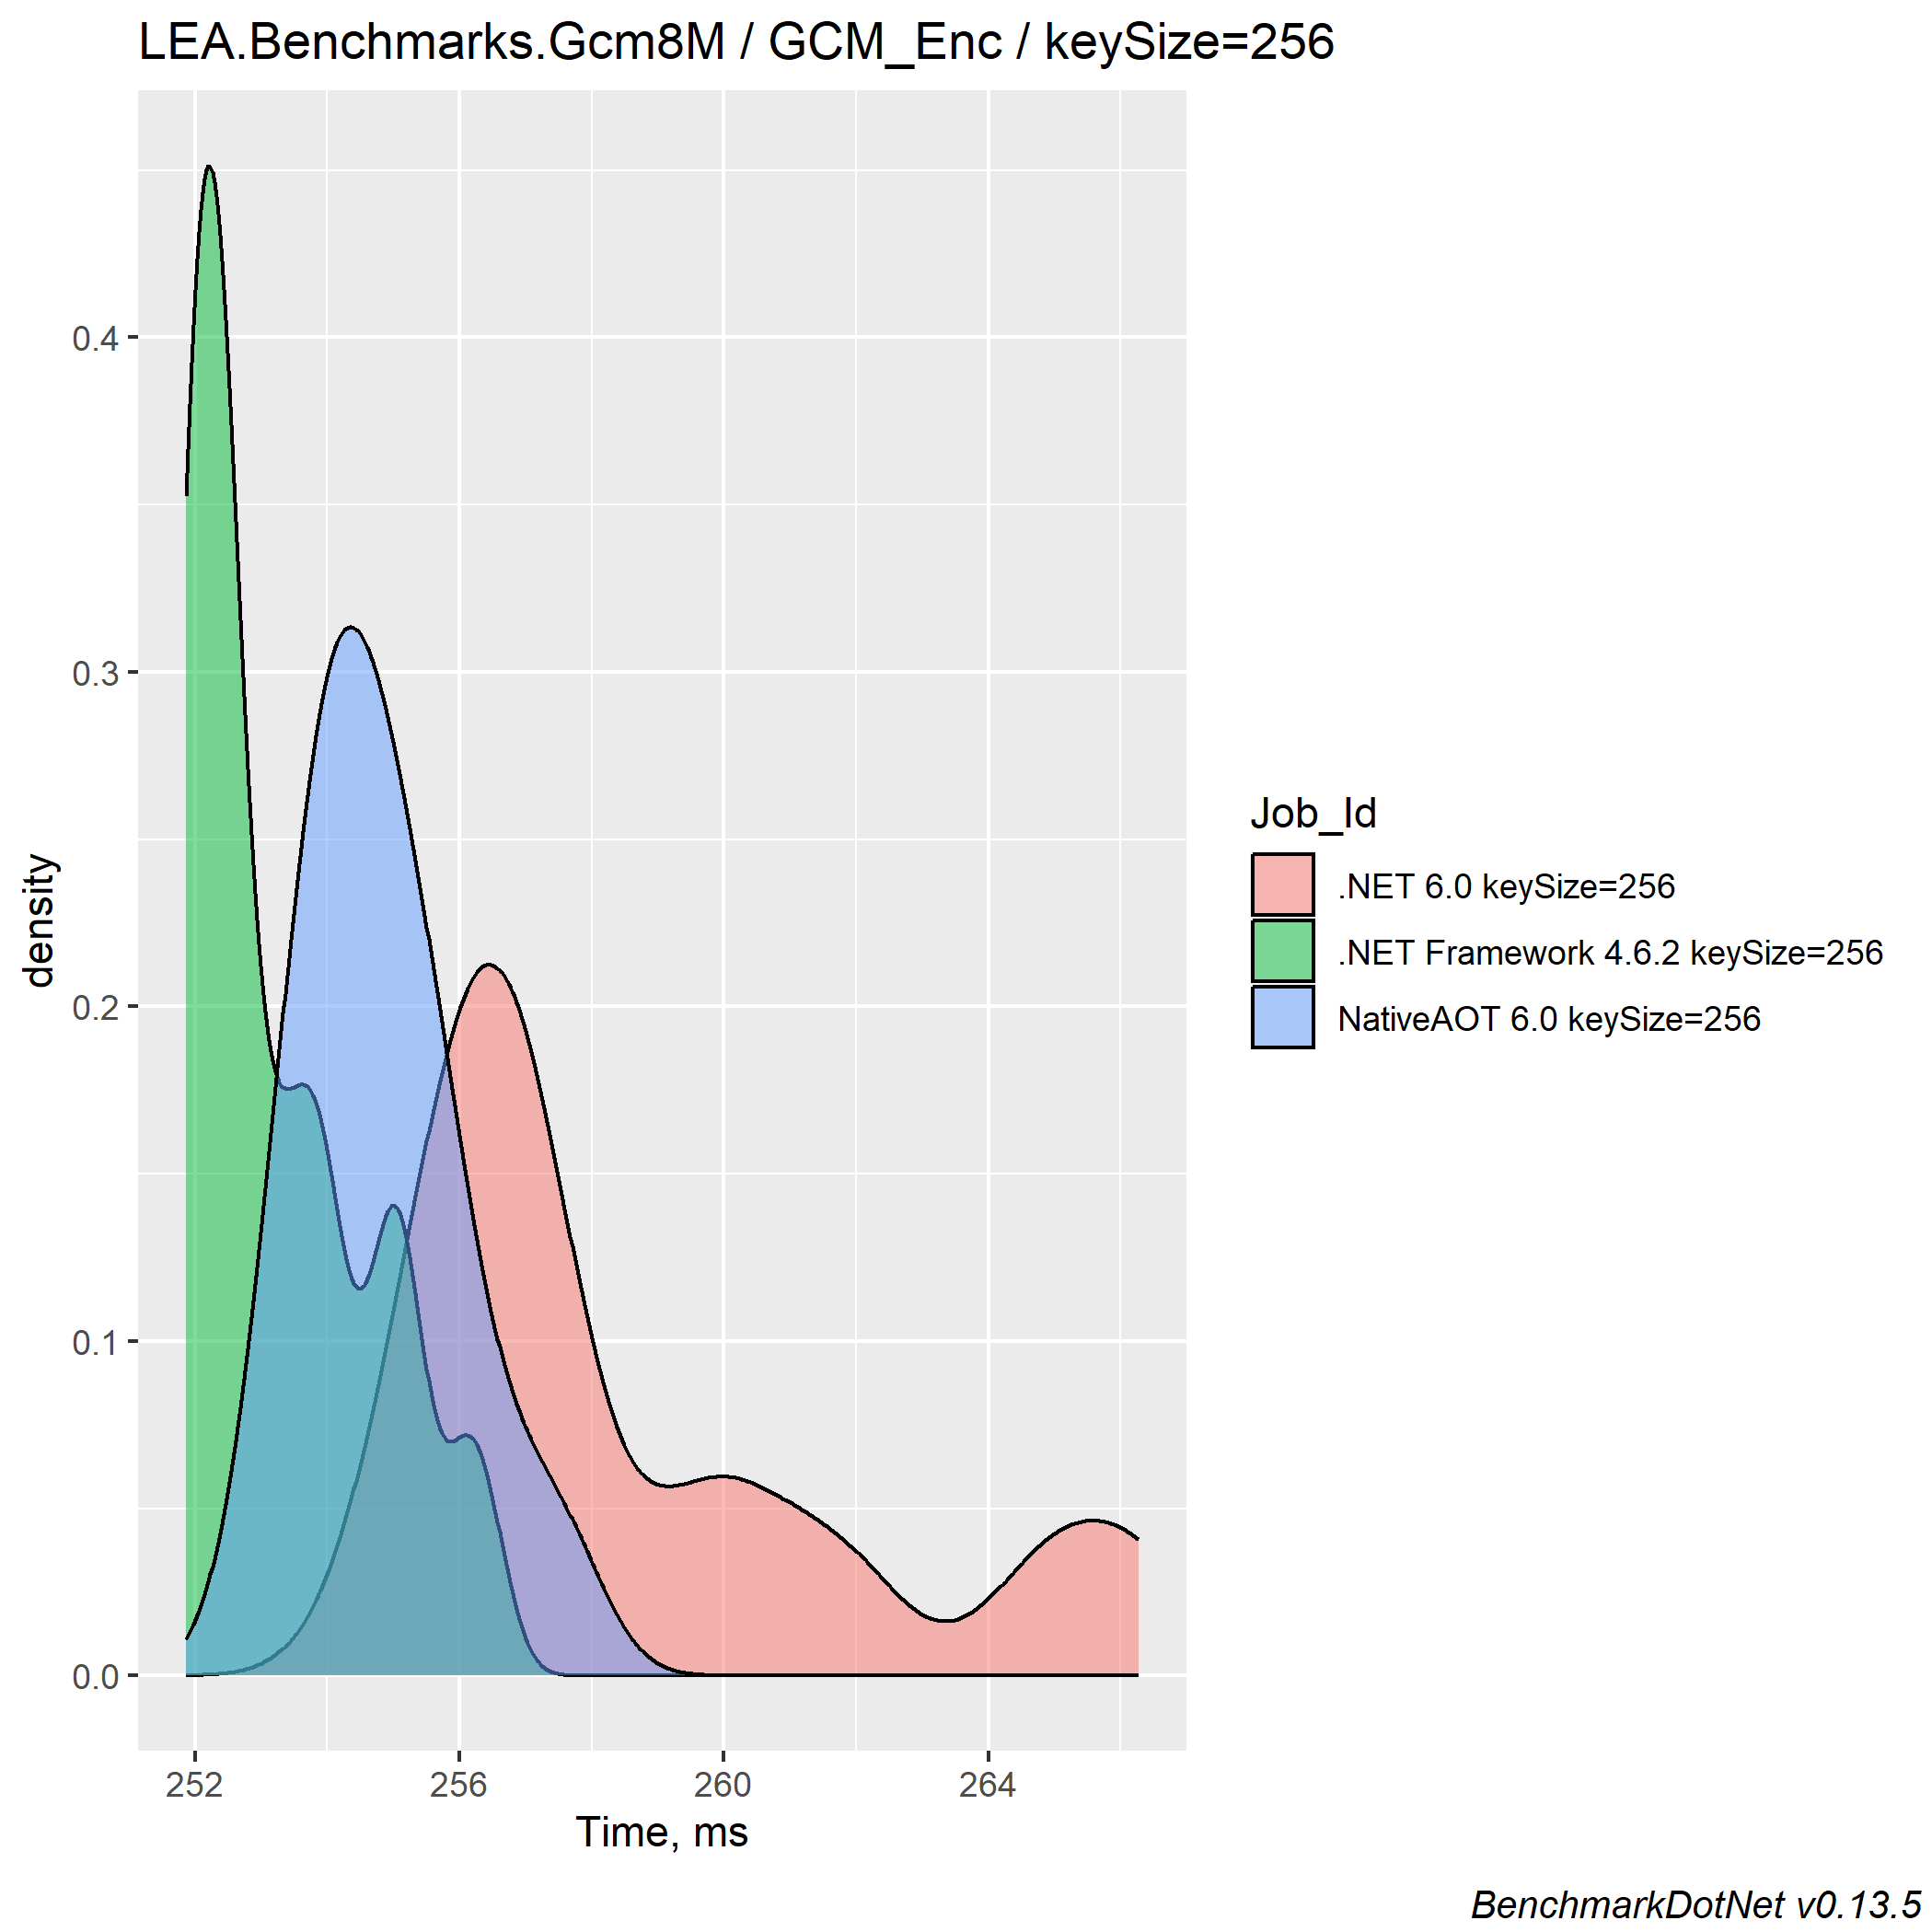 LEA.Benchmarks.Gcm8M / GCM_Enc / keySize=256
0.4
0.3
0.2
0.1
0.0
density
252 256 260 264
Time, ms
Job_Id
.NET 6.0 keySize=256
.NET Framework 4.6.2 keySize=256
NativeAOT 6.0 keySize=256
BenchmarkDotNet v0.13.5